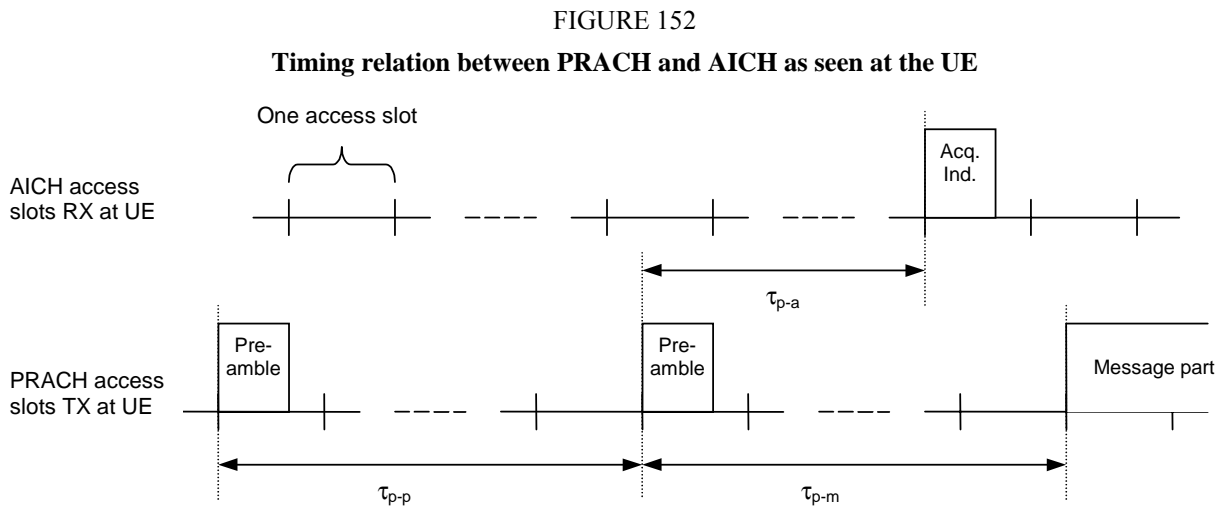 FIGURE 152
Timing relation between PRACH and AICH as seen at the UE
One access slot
AICH access
slots RX at UE
Acq.
Ind.
τp-a
PRACH access
slots TX at UE
Pre-
amble
Pre-
amble
Message part
τp-p
τp-m